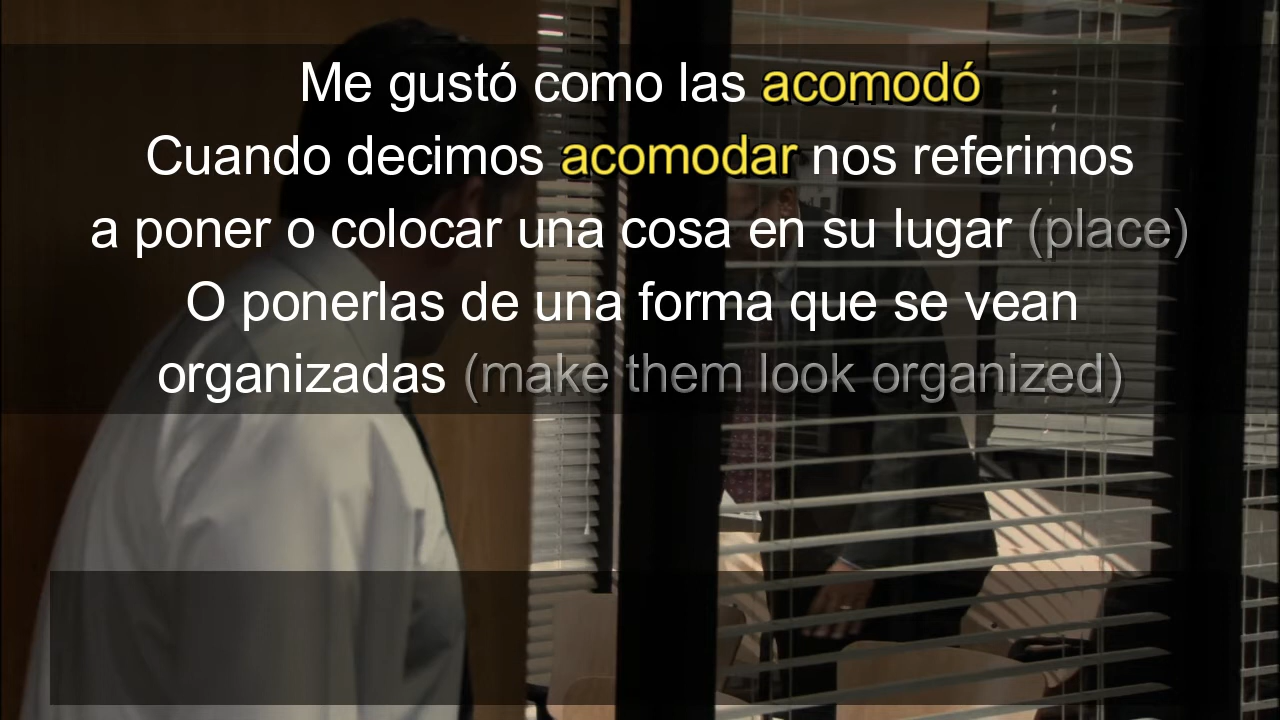 Me gustó como las acomodó
Cuando decimos acomodar nos referimos
a poner o colocar una cosa en su lugar (place)
O ponerlas de una forma que se vean
organizadas (make them look organized)